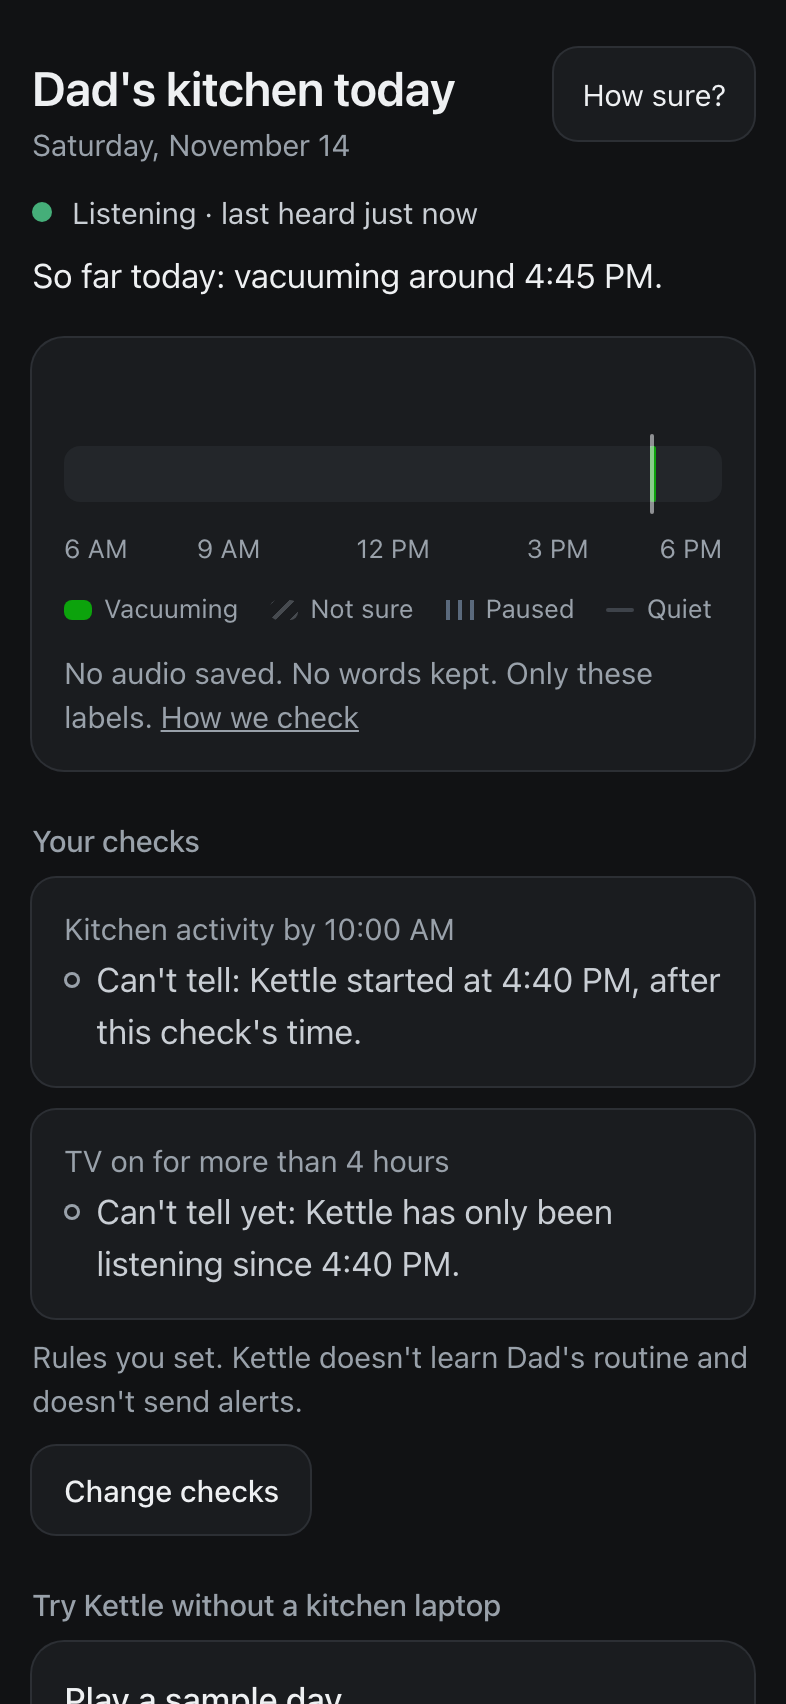 Dad's kitchen today
How sure?
Saturday, November 14
Listening · last heard just now
So far today: vacuuming around 4:45 PM.
6 AM 9 AM 12 PM 3 PM 6 PM
Vacuuming Not sure Paused Quiet
No audio saved. No words kept. Only these
labels. How we check
Your checks
Kitchen activity by 10:00 AM
Can't tell: Kettle started at 4:40 PM, after
this check's time.
TV on for more than 4 hours
Can't tell yet: Kettle has only been
listening since 4:40 PM.
Rules you set. Kettle doesn't learn Dad's routine and
doesn't send alerts.
Change checks
Try Kettle without a kitchen laptop
Play a sample day